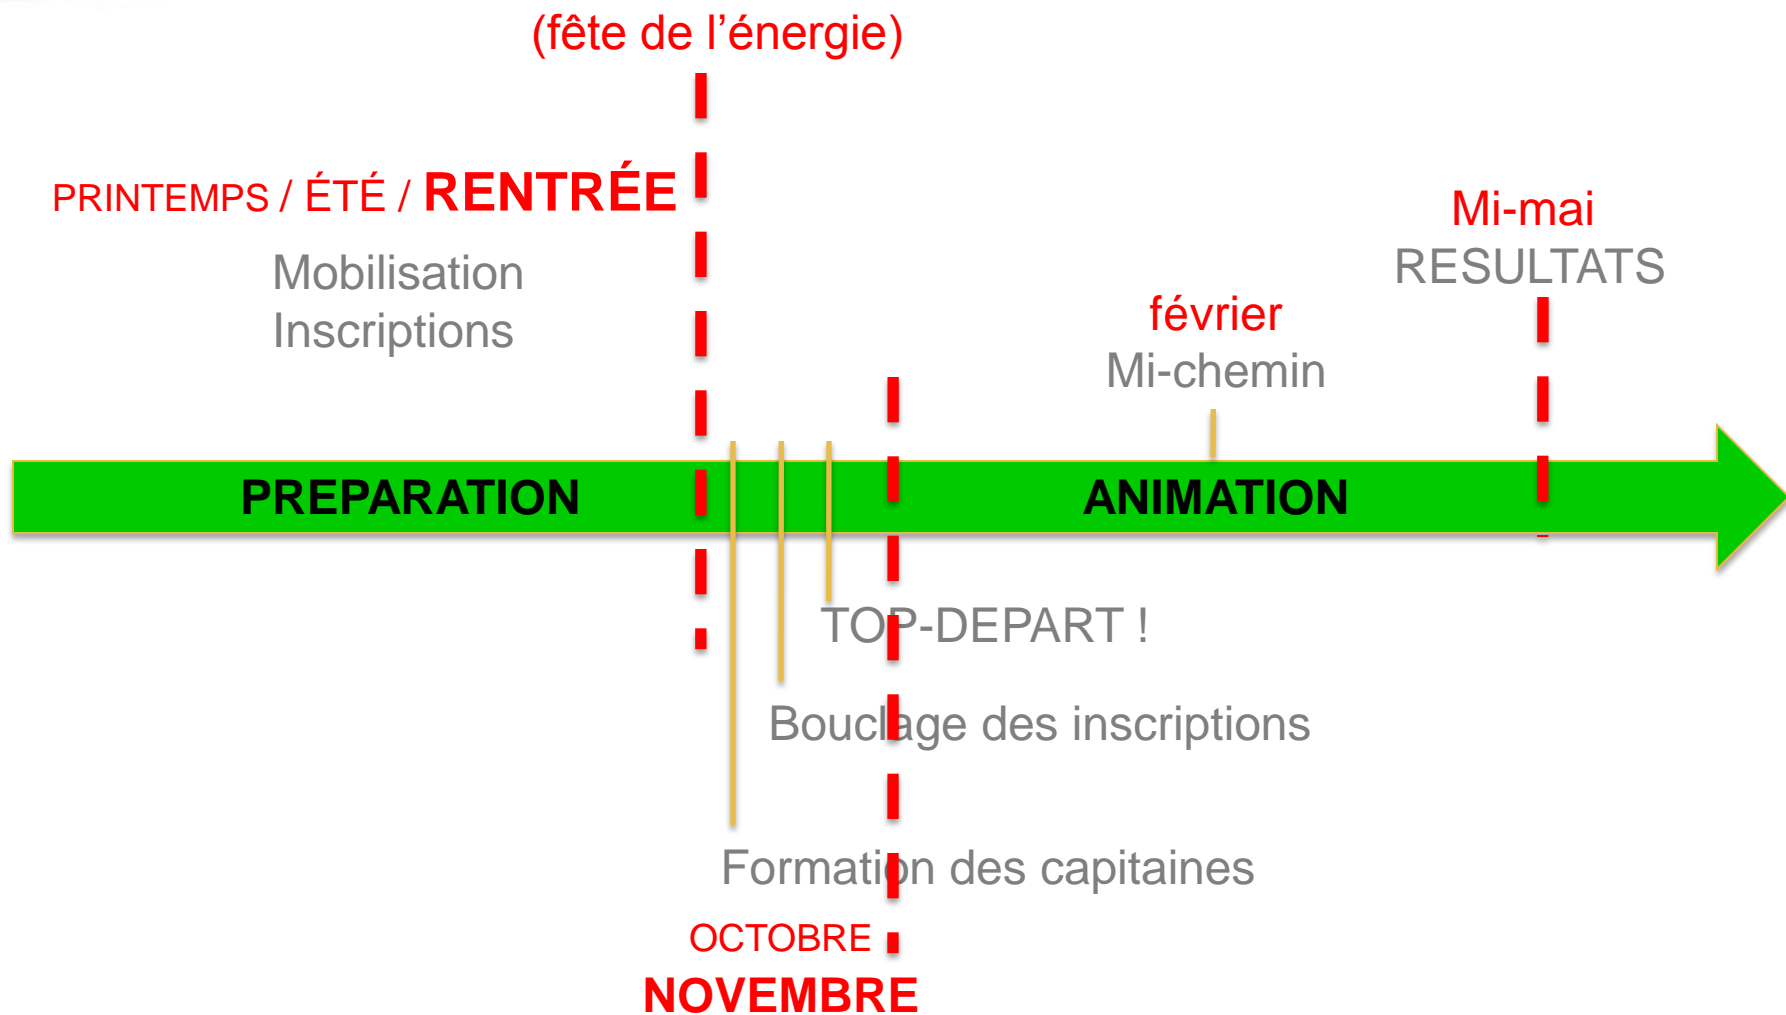 (fête de l’énergie)
PRINTEMPS / ÉTÉ / RENTRÉE
Mobilisation
Inscriptions
Mi-mai
RESULTATS
février
Mi-chemin
PREPARATION
ANIMATION
TOP-DEPART !
Bouclage des inscriptions
Formation des capitaines
OCTOBRE
NOVEMBRE